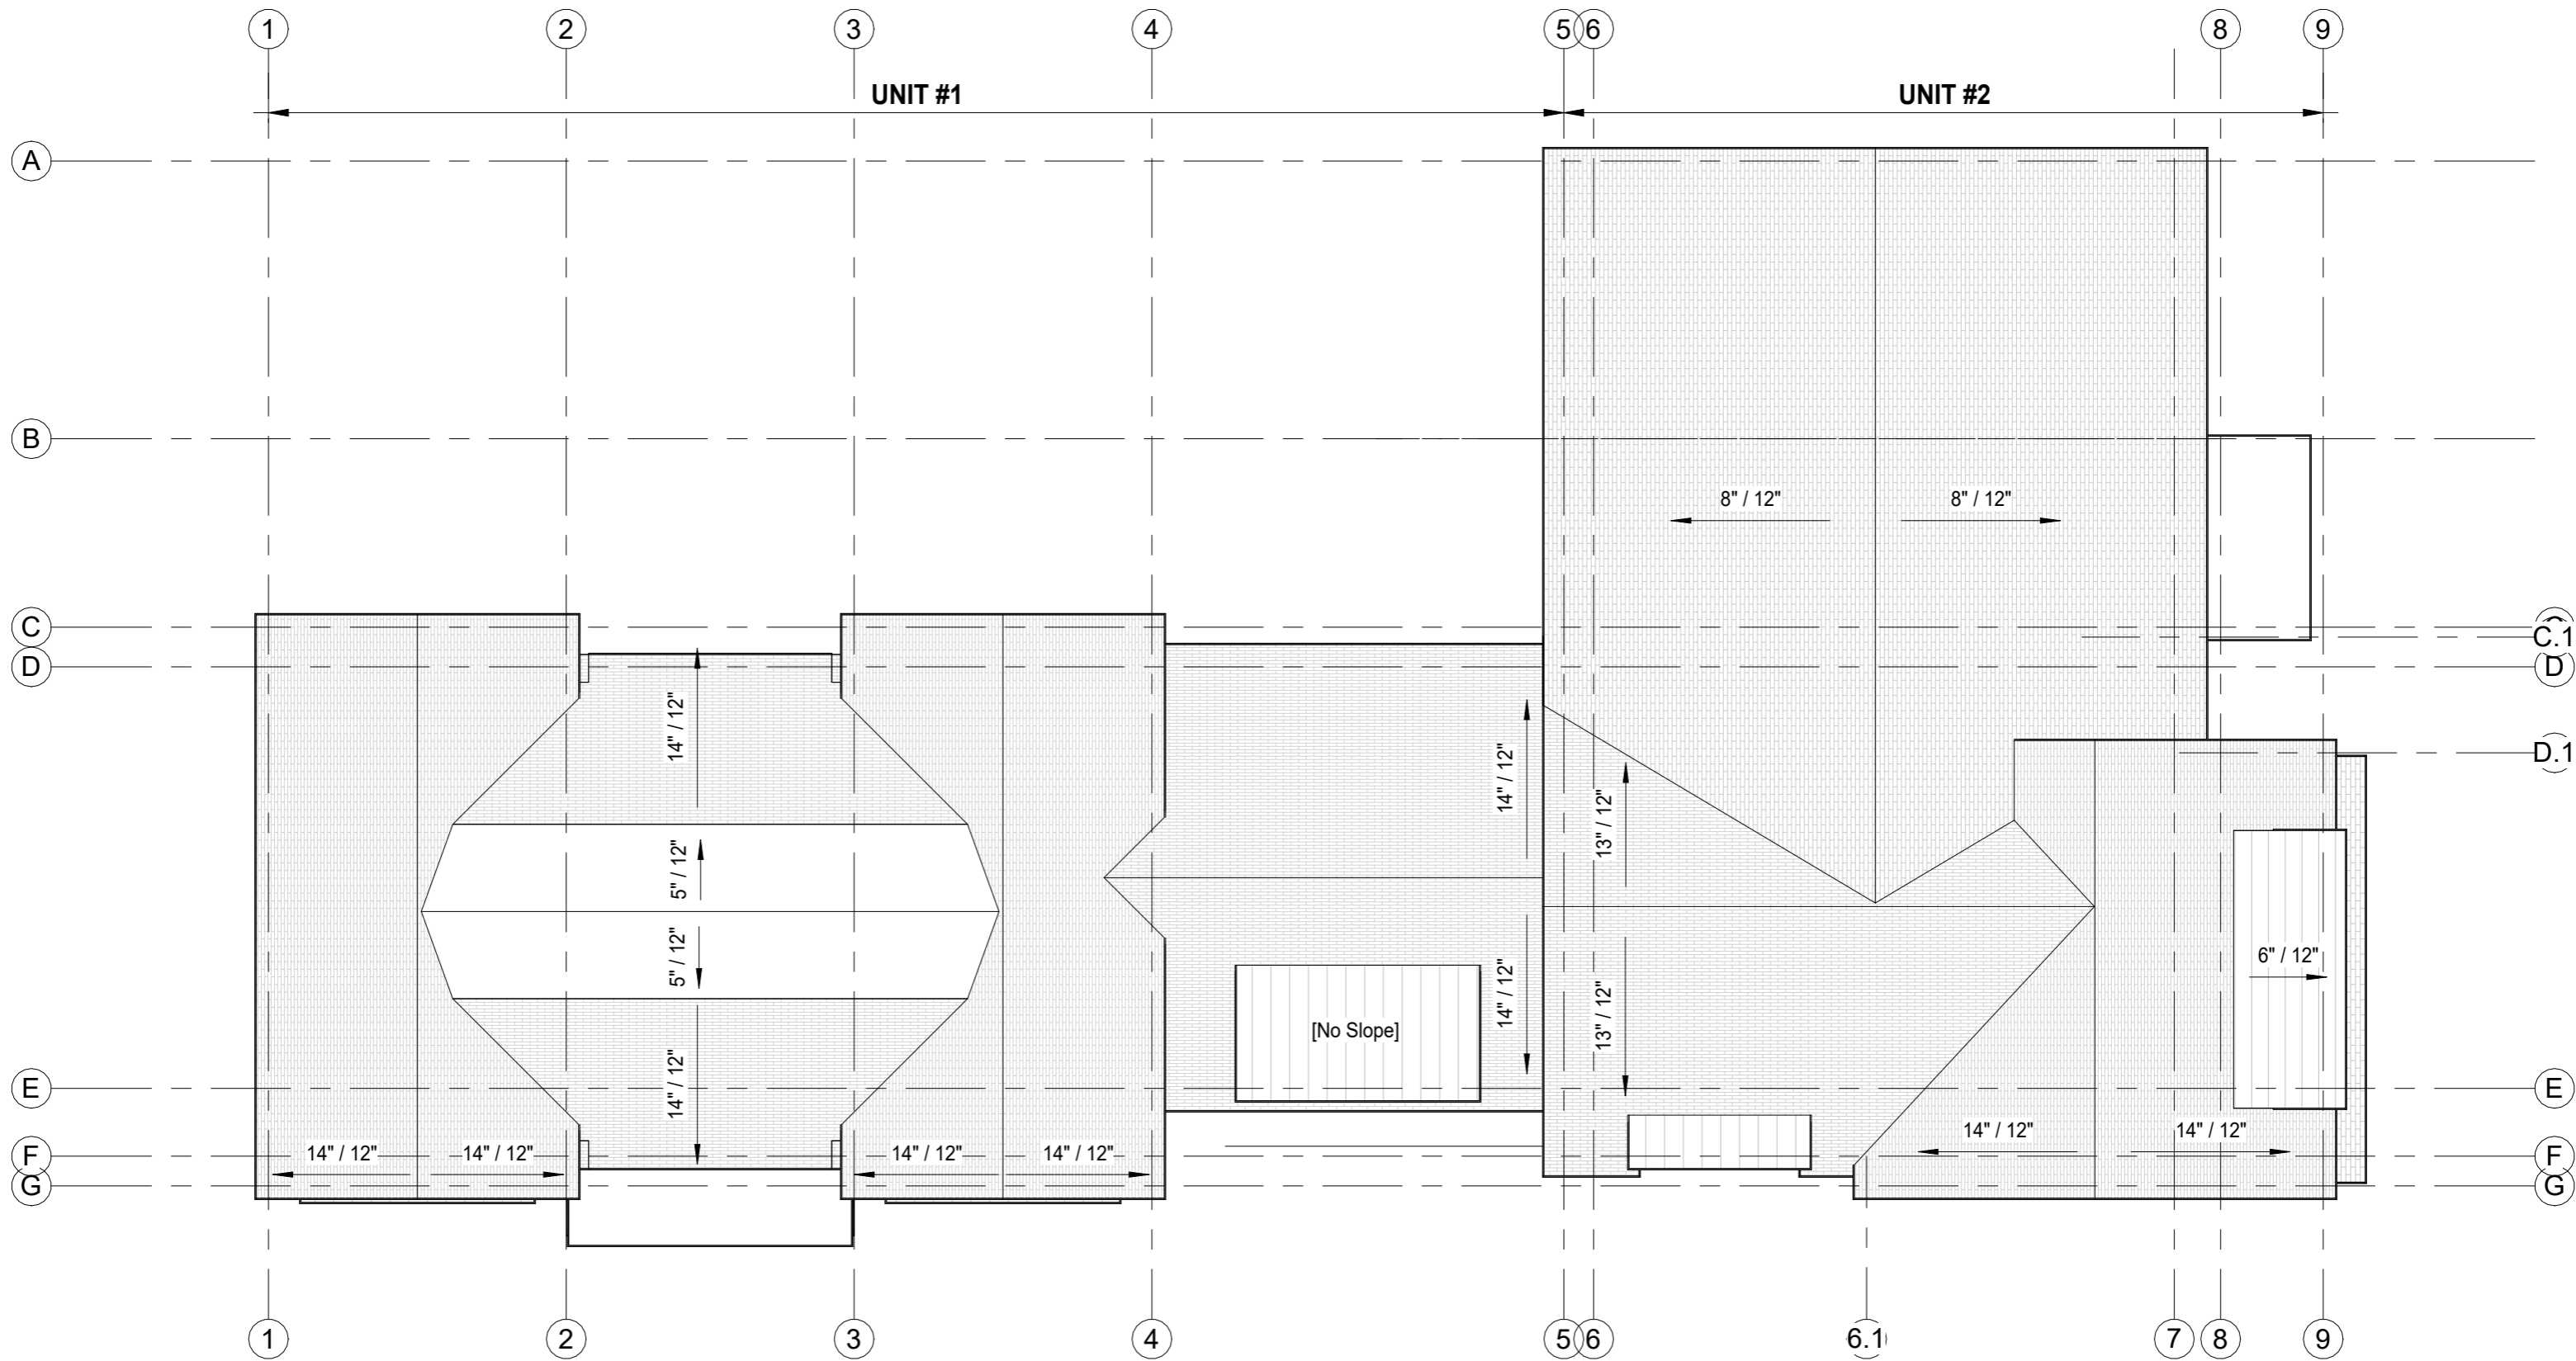 1 2 3 4 5 6 8 9
UNIT #1 UNIT #2
A
B
8" / 12" 8" / 12"
C
C.1
D D
14" / 12"
D.1
14" / 12"
13" / 12"
5" / 12"
5" / 12"
6" / 12"
14" / 12"
13" / 12"
[No Slope]
14" / 12"
E E
14" / 12" 14" / 12" 14" / 12" 14" / 12" 14" / 12" 14" / 12"
F F
G G
1 2 3 4 5 6 6.1 7 8 9